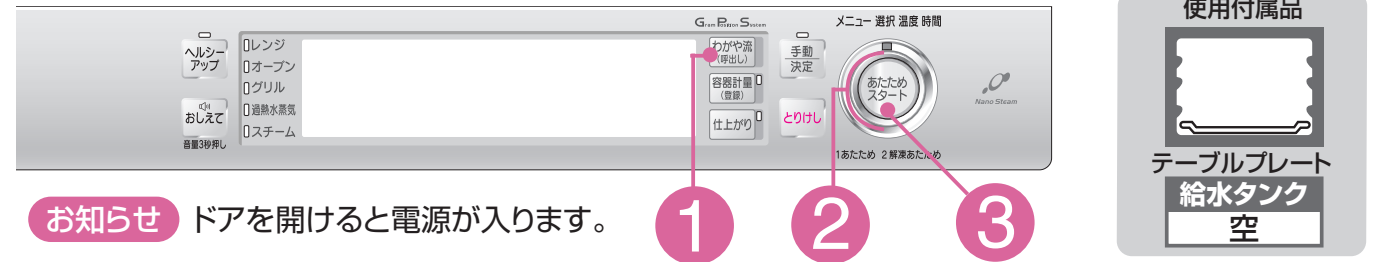 Gram Position System
メニュー 選択 温度 時間
使用付属品
ヘルシー
アップ
レンジ
オーブン
グリル
過熱水蒸気
スチーム
おしえて
音量3秒押し
わがや流
(呼出し)
容器計量
(登録)
仕上がり
手動
決定
とりけし
あたため
スタート
Nano Steam
1あたため 2解凍あたため
テーブルプレート
給水タンク
空
お知らせ ドアを開けると電源が入ります。
1
2
3